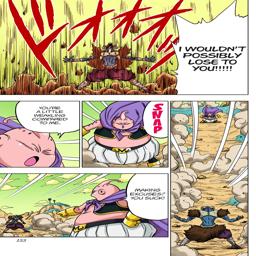 ドオオオッ
I WOULDN'T
POSSIBLY
LOSE TO
YOU!!!!!
YOU'RE
A LITTLE
WEAKLING
COMPARED
TO ME.
SNAP
MAKING
EXCUSES?
YOU SUCK!